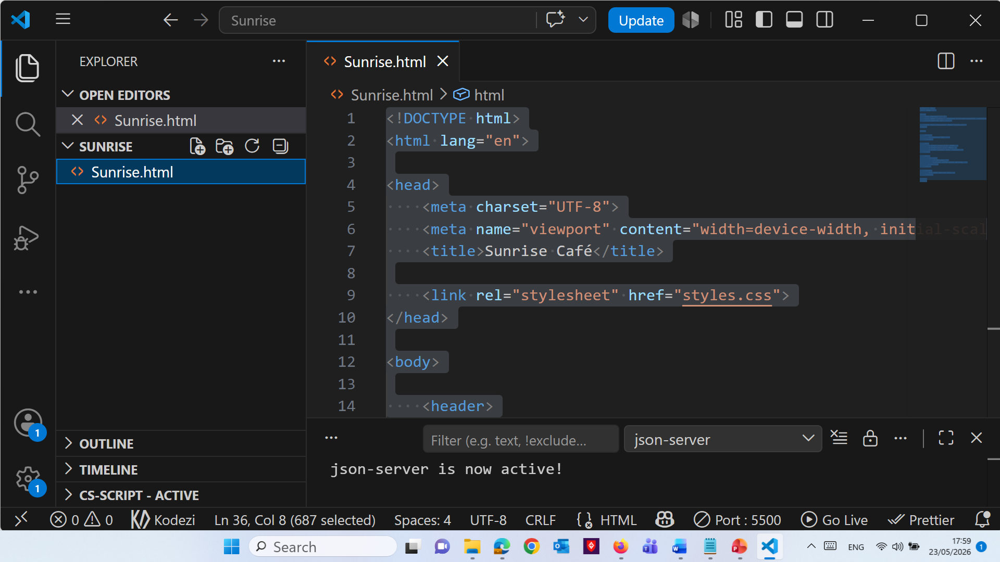 Sunrise
Update
EXPLORER
OPEN EDITORS
Sunrise.html
SUNRISE
Sunrise.html
Sunrise.html
Sunrise.html > html
1 <!DOCTYPE html>
2 <html lang="en">
3
4 <head>
5 <meta charset="UTF-8">
6 <meta name="viewport" content="width=device-width, initial-scal
7 <title>Sunrise Café</title>
8
9 <link rel="stylesheet" href="styles.css">
10 </head>
11
12 <body>
13
14 <header>
Filter (e.g. text, !exclude...
json-server
json-server is now active!
1
1
OUTLINE
TIMELINE
CS-SCRIPT - ACTIVE
0 0 Kodezi Ln 36, Col 8 (687 selected) Spaces: 4 UTF-8 CRLF HTML Port : 5500 Go Live Prettier
Search
ENG
17:59
23/05/2026
1